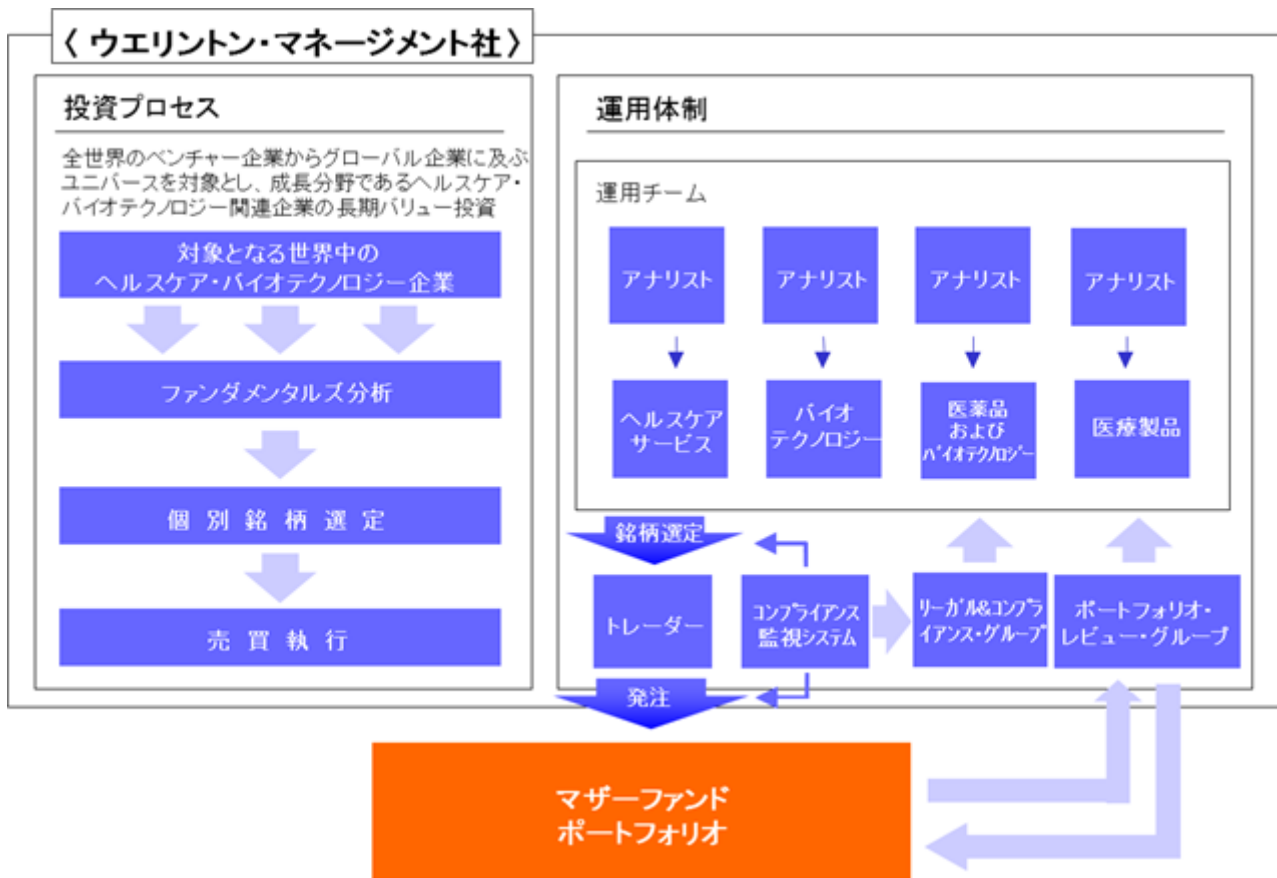 〈 ウエリントン・マネージメント社 〉
投資プロセス
全世界のベンチャー企業からグローバル企業に及ぶ
ユニバースを対象とし、成長分野であるヘルスケア・
バイオテクノロジー関連企業の長期バリュー投資
対象となる世界中の
ヘルスケア・バイオテクノロジー企業
ファンダメンタルズ分析
個別銘柄選定
売買執行
運用体制
運用チーム
アナリスト
アナリスト
アナリスト
アナリスト
ヘルスケア
サービス
バイオ
テクノロジー
医薬品
および
バイオテクノロジー
医療製品
銘柄選定
トレーダー
コンプライアンス
監視システム
リーガル&コンプラ
イアンス・グループ
ポートフォリオ・
レビュー・グループ
発注
マザーファンド
ポートフォリオ